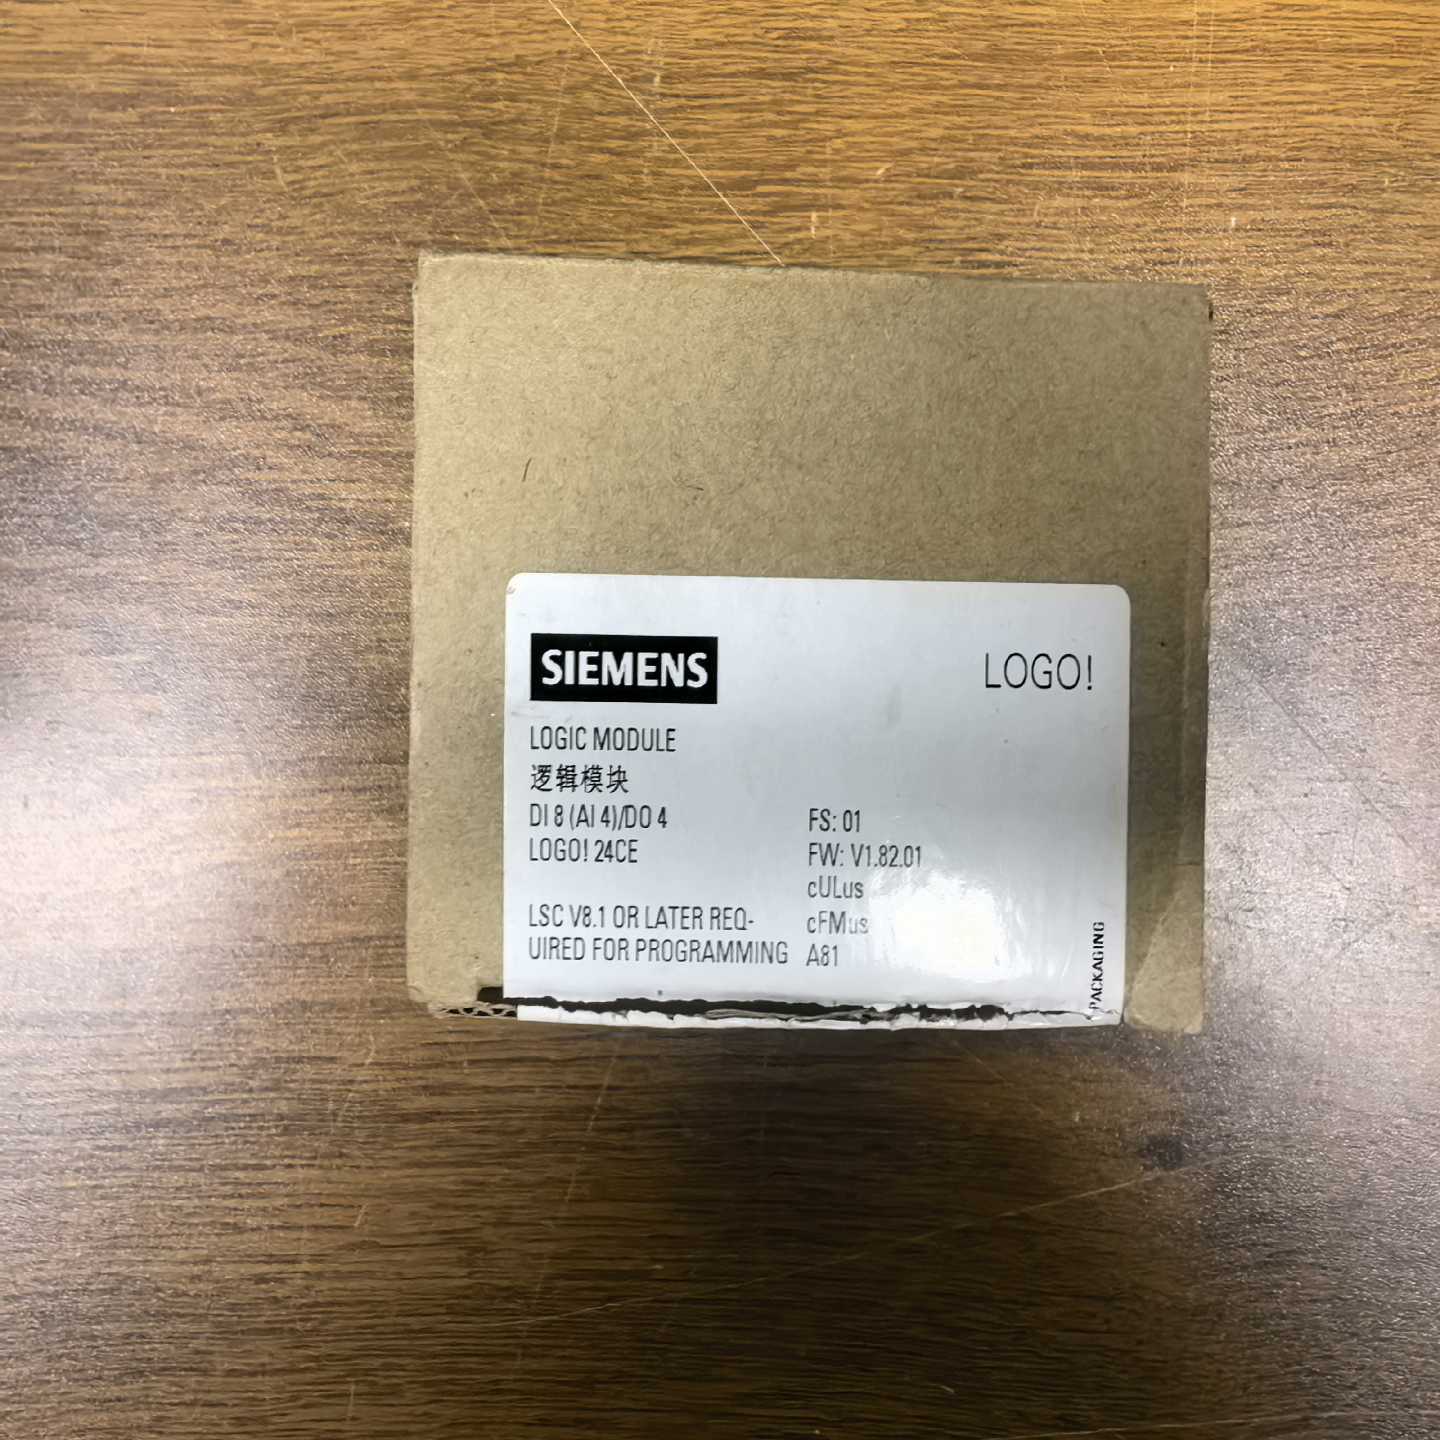 SIEMENS
LOGO!
LOGIC MODULE
逻辑模块
DI 8 (AI 4)/DO 4
LOGO! 24CE
LSC V8.1 OR LATER REQ-
UIRED FOR PROGRAMMING
FS: 01
FW: V1.82.01
cULus
cFMus
A81
PACKAGING